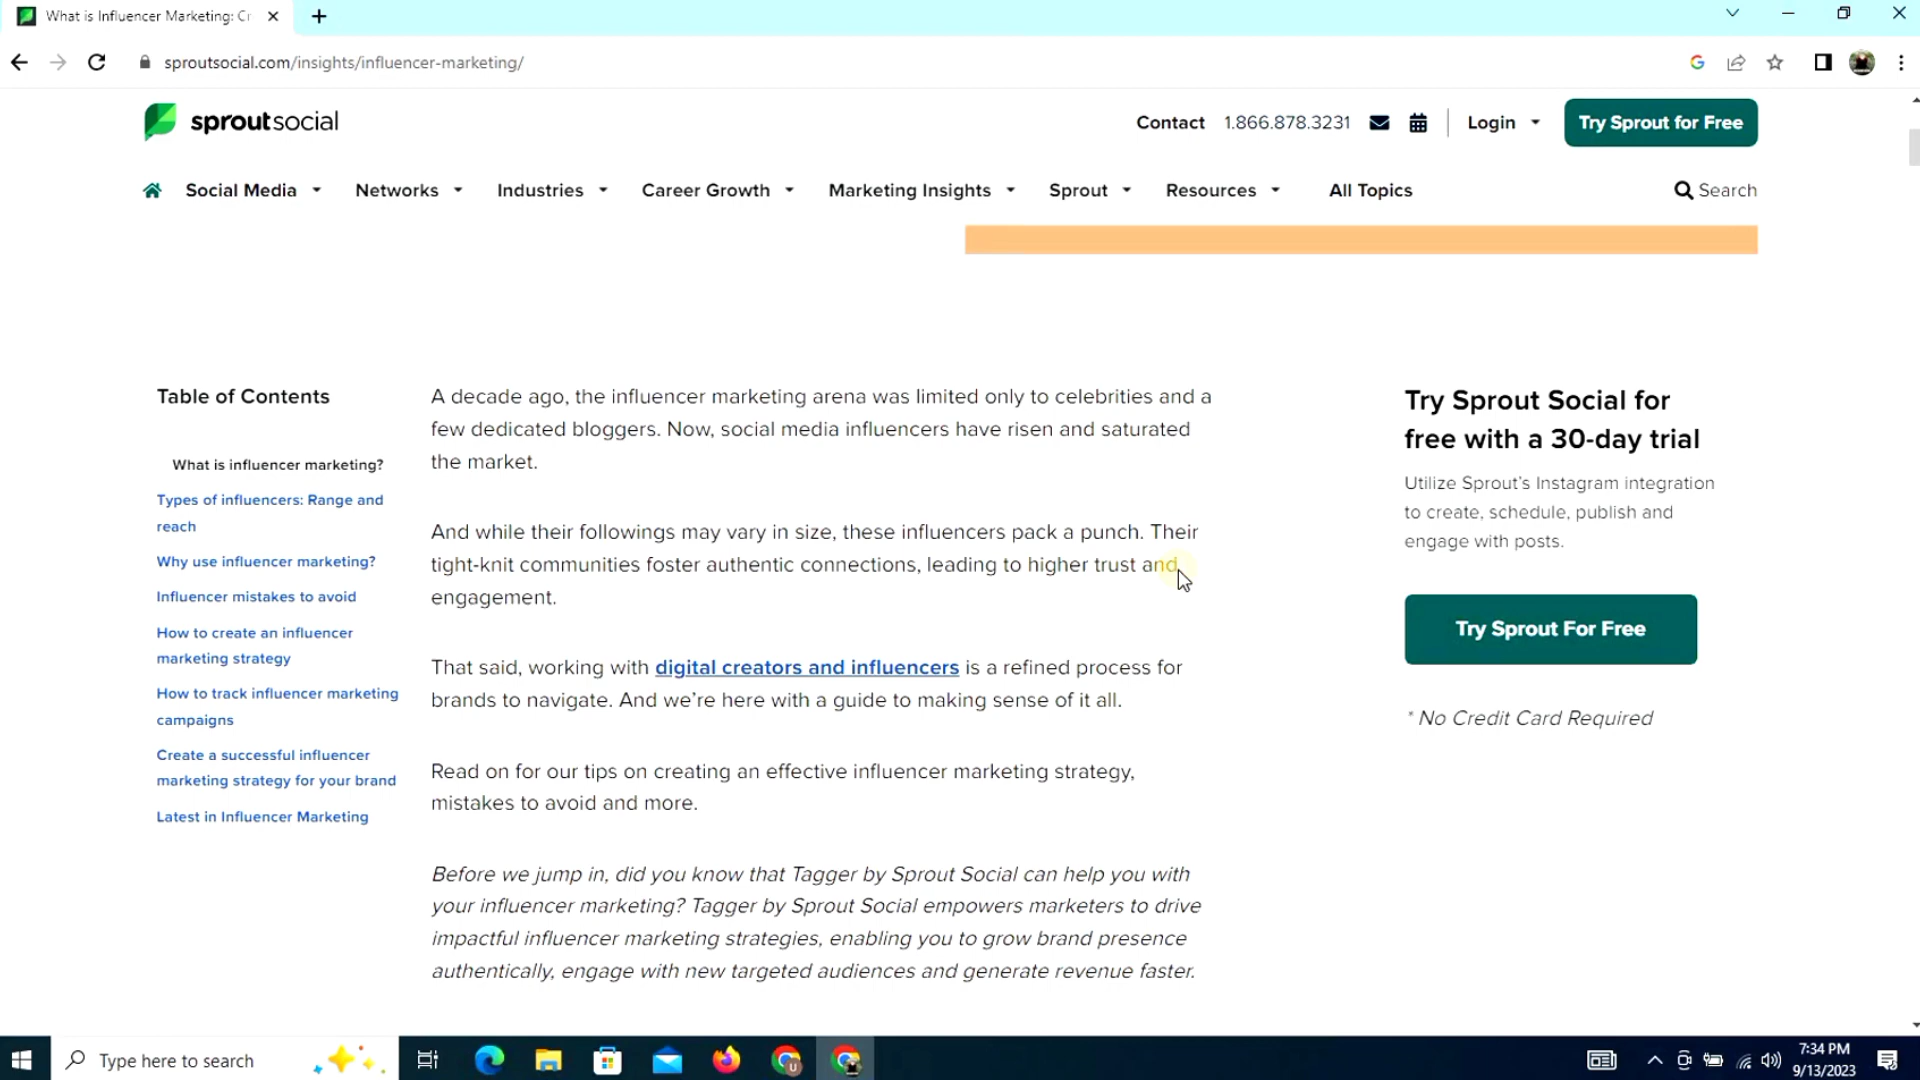 What is Influencer Marketing: Cr
sproutsocial.com/insights/influencer-marketing/
sproutsocial
Contact 1.866.878.3231 Login Try Sprout for Free
Social Media Networks Industries Career Growth Marketing Insights Sprout Resources All Topics Search
Table of Contents
What is influencer marketing?
Types of influencers: Range and
reach
Why use influencer marketing?
Influencer mistakes to avoid
How to create an influencer
marketing strategy
How to track influencer marketing
campaigns
Create a successful influencer
marketing strategy for your brand
Latest in Influencer Marketing
A decade ago, the influencer marketing arena was limited only to celebrities and a
few dedicated bloggers. Now, social media influencers have risen and saturated
the market.
And while their followings may vary in size, these influencers pack a punch. Their
tight-knit communities foster authentic connections, leading to higher trust and
engagement.
That said, working with digital creators and influencers is a refined process for
brands to navigate. And we’re here with a guide to making sense of it all.
Read on for our tips on creating an effective influencer marketing strategy,
mistakes to avoid and more.
Before we jump in, did you know that Tagger by Sprout Social can help you with
your influencer marketing? Tagger by Sprout Social empowers marketers to drive
impactful influencer marketing strategies, enabling you to grow brand presence
authentically, engage with new targeted audiences and generate revenue faster.
Try Sprout Social for
free with a 30-day trial
Utilize Sprout’s Instagram integration
to create, schedule, publish and
engage with posts.
Try Sprout For Free
* No Credit Card Required
Type here to search
7:34 PM
9/13/2023